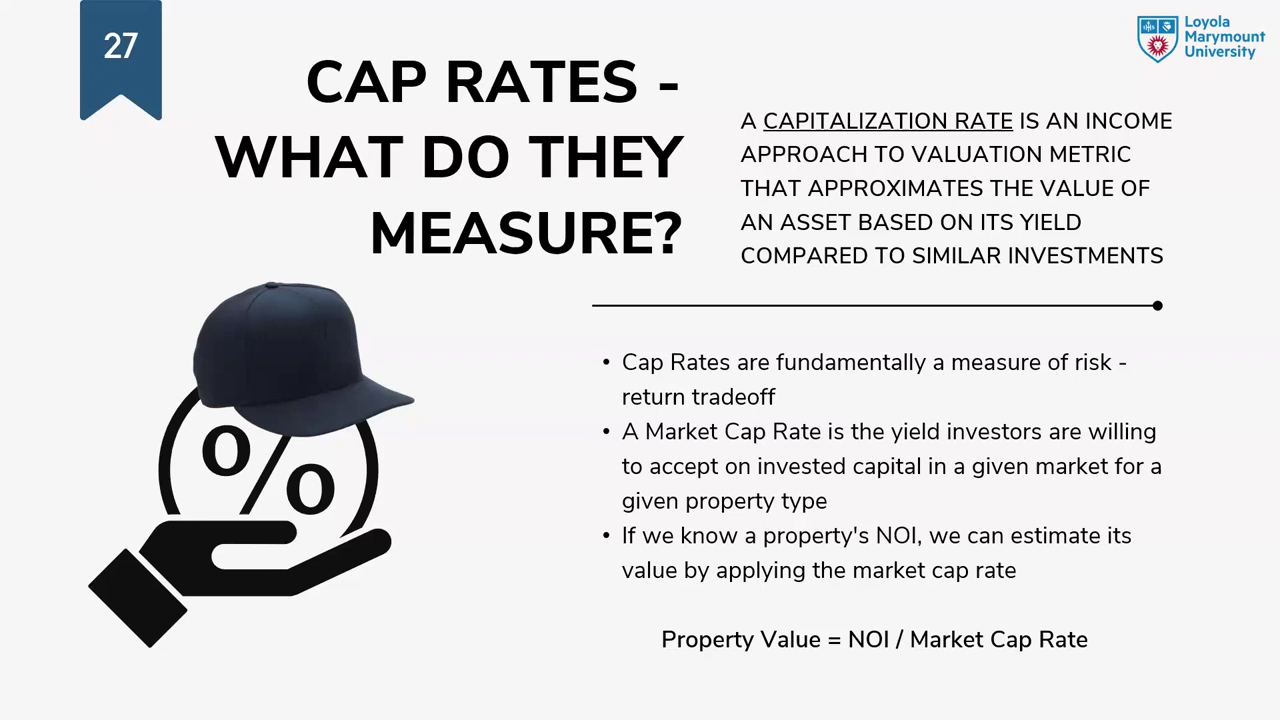 27
Loyola
Marymount
University
CAP RATES -
WHAT DO THEY
MEASURE?
A CAPITALIZATION RATE IS AN INCOME
APPROACH TO VALUATION METRIC
THAT APPROXIMATES THE VALUE OF
AN ASSET BASED ON ITS YIELD
COMPARED TO SIMILAR INVESTMENTS
%
• Cap Rates are fundamentally a measure of risk -
return tradeoff
• A Market Cap Rate is the yield investors are willing
to accept on invested capital in a given market for a
given property type
• If we know a property's NOI, we can estimate its
value by applying the market cap rate
Property Value = NOI / Market Cap Rate